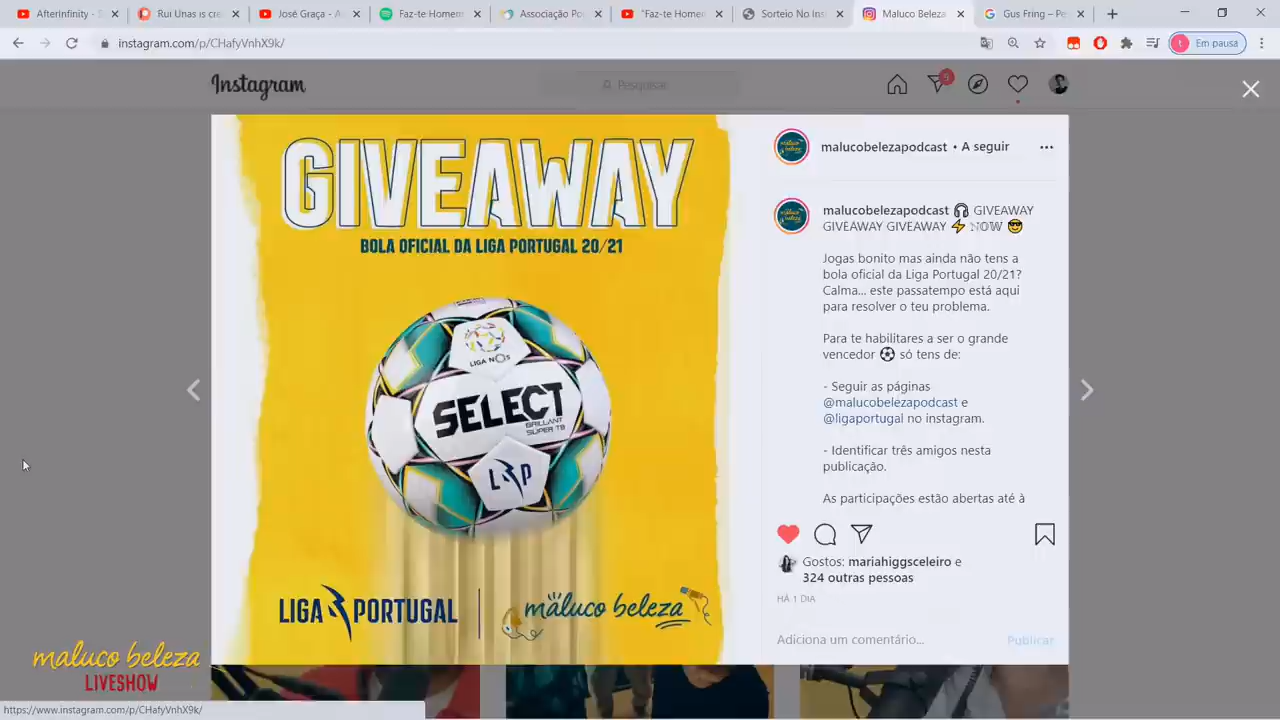 AfterInfinity - S
Rui Unas is cre
José Graça - A
Faz-te Homem
Associação Po
"Faz-te Homen
Sorteio No Ins
Maluco Beleza
Gus Fring – Pe
instagram.com/p/CHafyVnhX9k/
t Em pausa
Instagram
Pesquisar
GIVEAWAY
BOLA OFICIAL DA LIGA PORTUGAL 20/21
LIGA NOS
SELECT
BRILLANT
SUPER TB
LP
LIGA PORTUGAL
maluco beleza
malucobelezapodcast • A seguir
malucobelezapodcast 🎧 GIVEAWAY
GIVEAWAY GIVEAWAY ⚡ NOW 😎
Jogas bonito mas ainda não tens a
bola oficial da Liga Portugal 20/21?
Calma... este passatempo está aqui
para resolver o teu problema.
Para te habilitares a ser o grande
vencedor ⚽ só tens de:
- Seguir as páginas
@malucobelezapodcast e
@ligaportugal no instagram.
- Identificar três amigos nesta
publicação.
As participações estão abertas até à
Gostos: mariahiggsceleiro e
324 outras pessoas
HÁ 1 DIA
Adiciona um comentário...
Publicar
maluco beleza
LIVESHOW
https://www.instagram.com/p/CHafyVnhX9k/